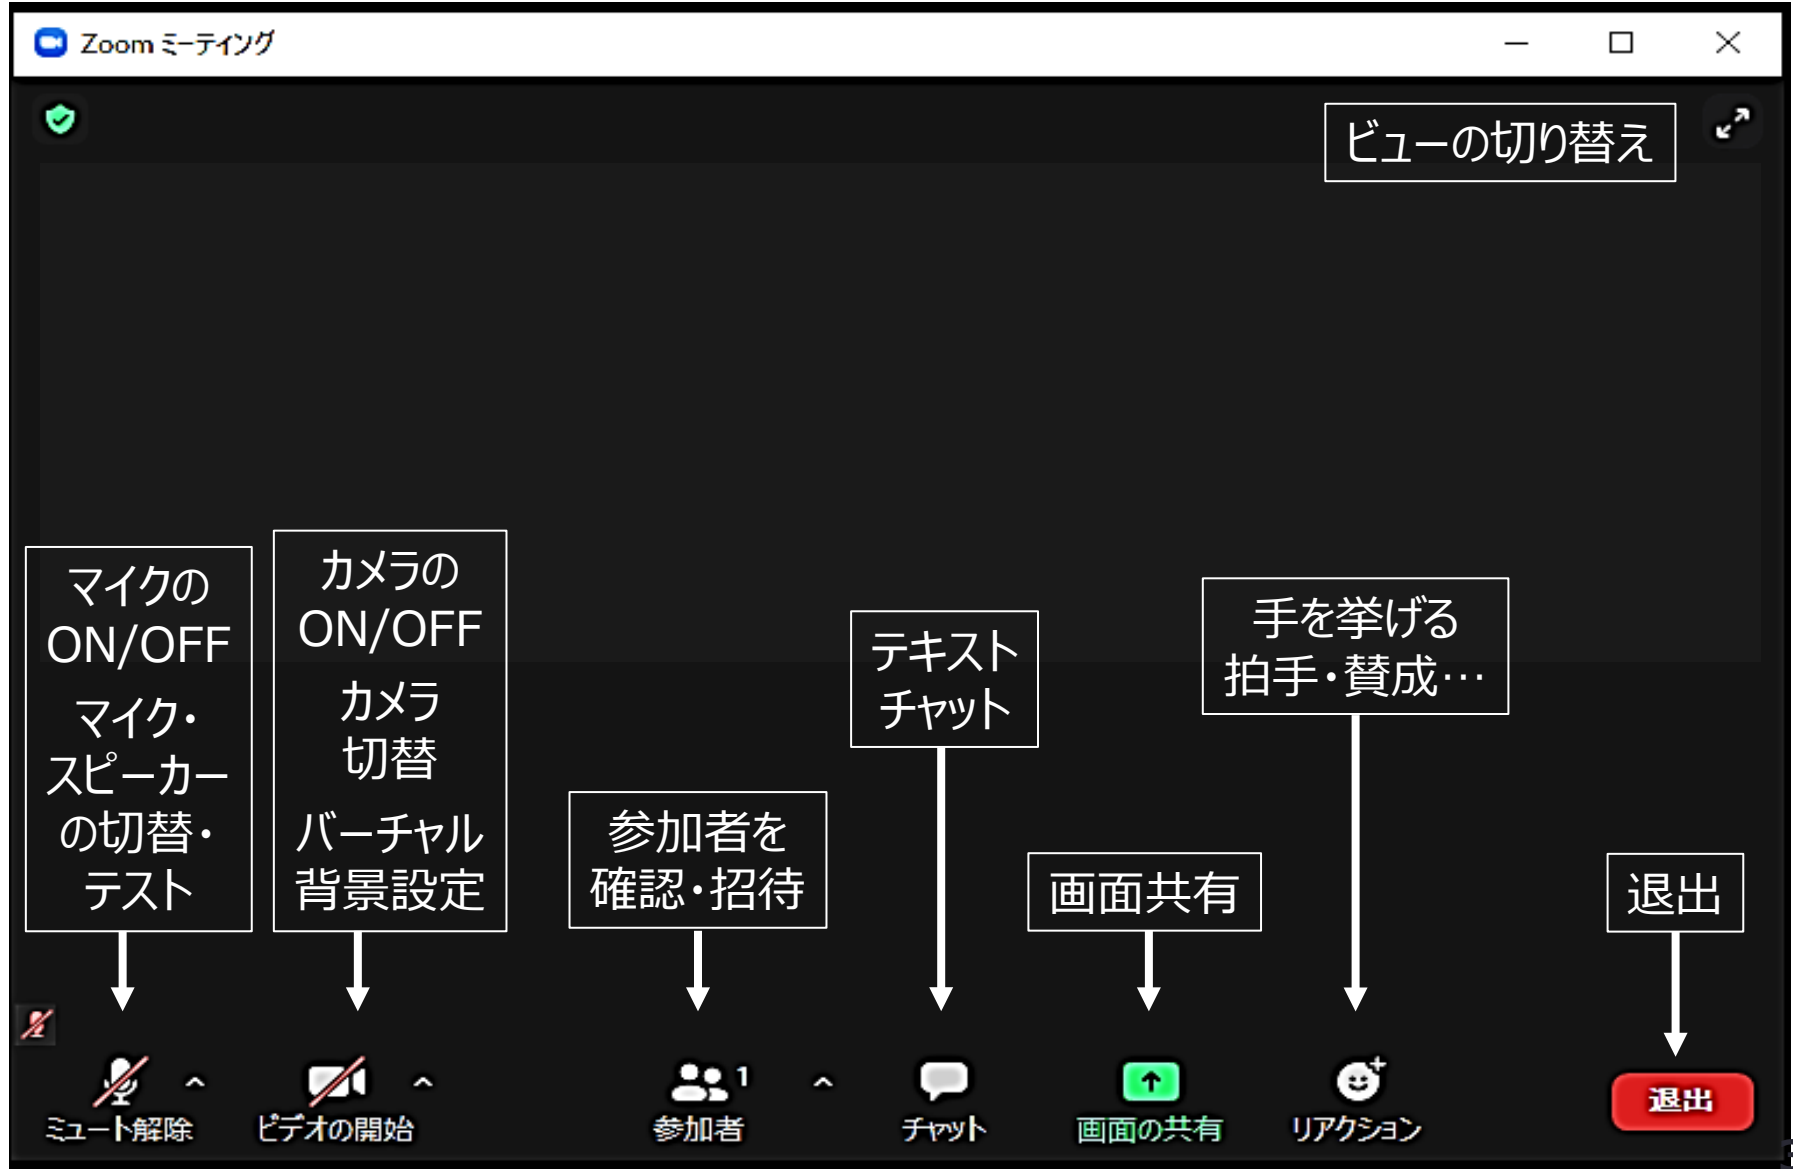 Zoom ミーティング
ビューの切り替え
マイクの
ON/OFF
マイク・
スピーカー
の切替・
テスト
カメラの
ON/OFF
カメラ
切替
バーチャル
背景設定
参加者を
確認・招待
テキスト
チャット
画面共有
手を挙げる
拍手・賛成…
退出
ミュート解除
ビデオの開始
1
参加者
チャット
画面の共有
リアクション
退出